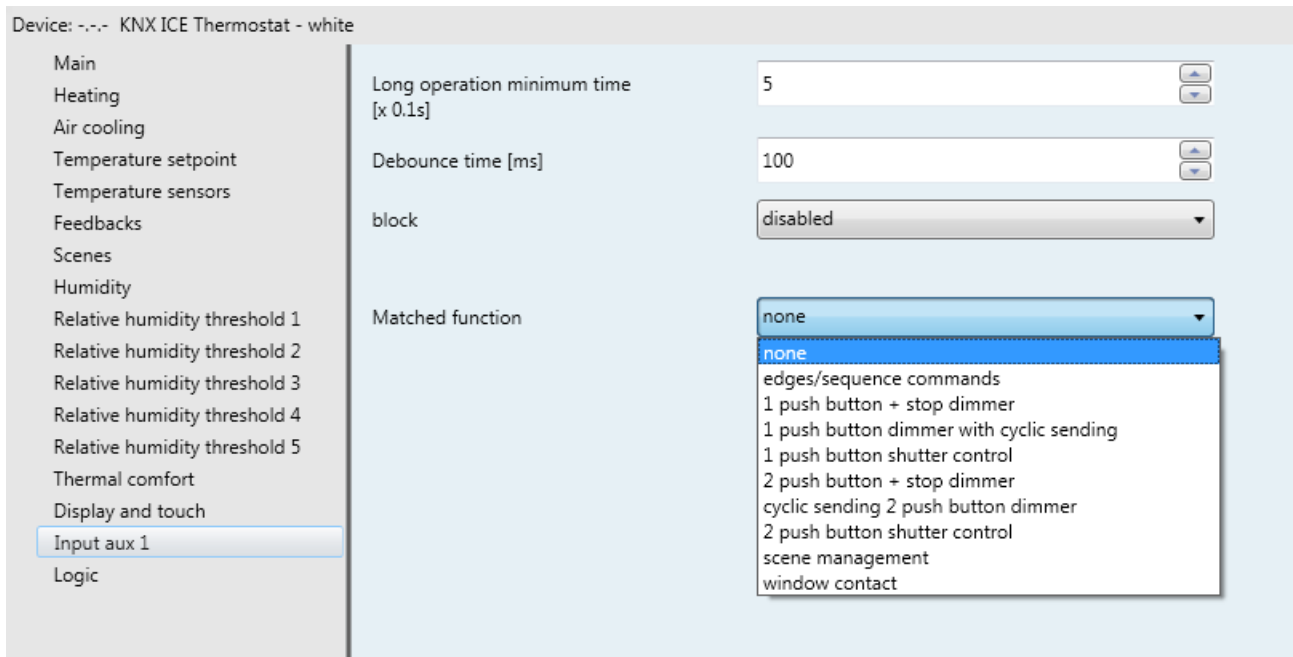 Device: -.-.- KNX ICE Thermostat - white
Main
Heating
Air cooling
Temperature setpoint
Temperature sensors
Feedbacks
Scenes
Humidity
Relative humidity threshold 1
Relative humidity threshold 2
Relative humidity threshold 3
Relative humidity threshold 4
Relative humidity threshold 5
Thermal comfort
Display and touch
Input aux 1
Logic
Long operation minimum time
[x 0.1s]
5
Debounce time [ms]
100
block
disabled
Matched function
none
none
edges/sequence commands
1 push button + stop dimmer
1 push button dimmer with cyclic sending
1 push button shutter control
2 push button + stop dimmer
cyclic sending 2 push button dimmer
2 push button shutter control
scene management
window contact